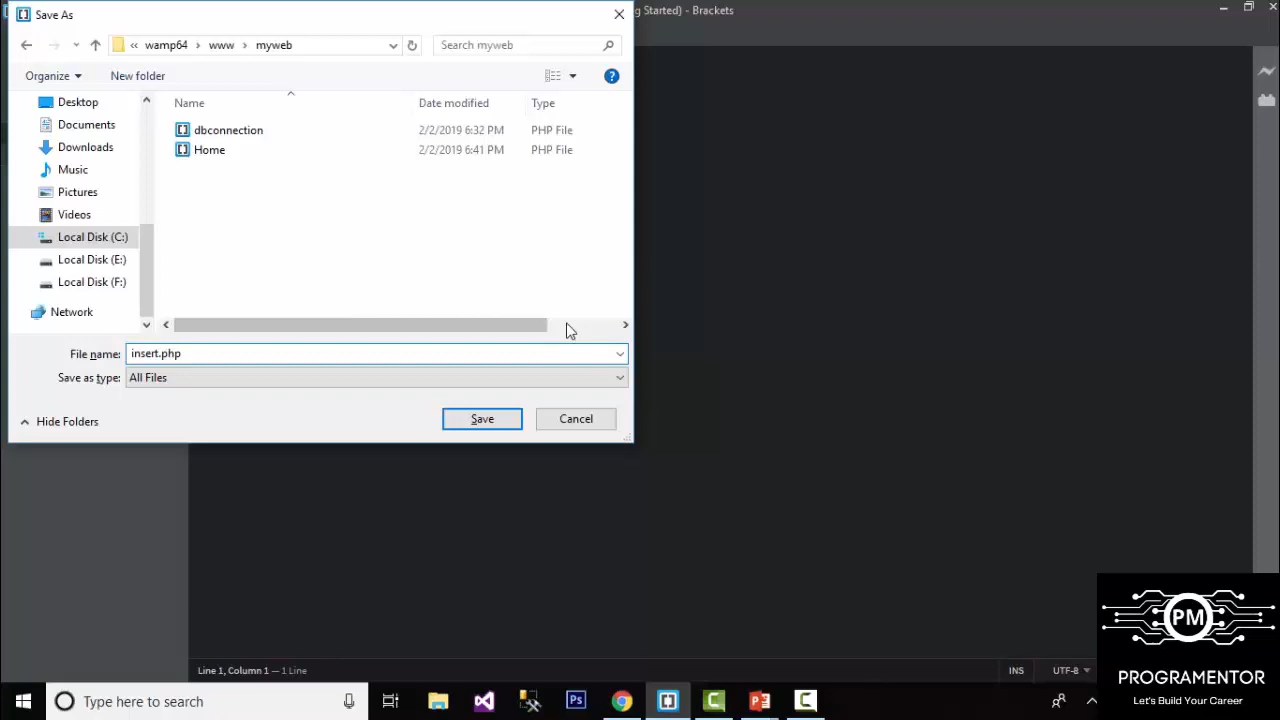 Save As
g Started) - Brackets
« wamp64 > www > myweb
Search myweb
Organize
New folder
?
Name
Date modified
Type
Desktop
Documents
Downloads
Music
Pictures
Videos
Local Disk (C:)
Local Disk (E:)
Local Disk (F:)
Network
dbconnection 2/2/2019 6:32 PM PHP File
Home 2/2/2019 6:41 PM PHP File
File name: insert.php
Save as type: All Files
Hide Folders
Save
Cancel
Line 1, Column 1 — 1 Line
INS
UTF-8
PM
PROGRAMENTOR
Let's Build Your Career
Type here to search
Ps